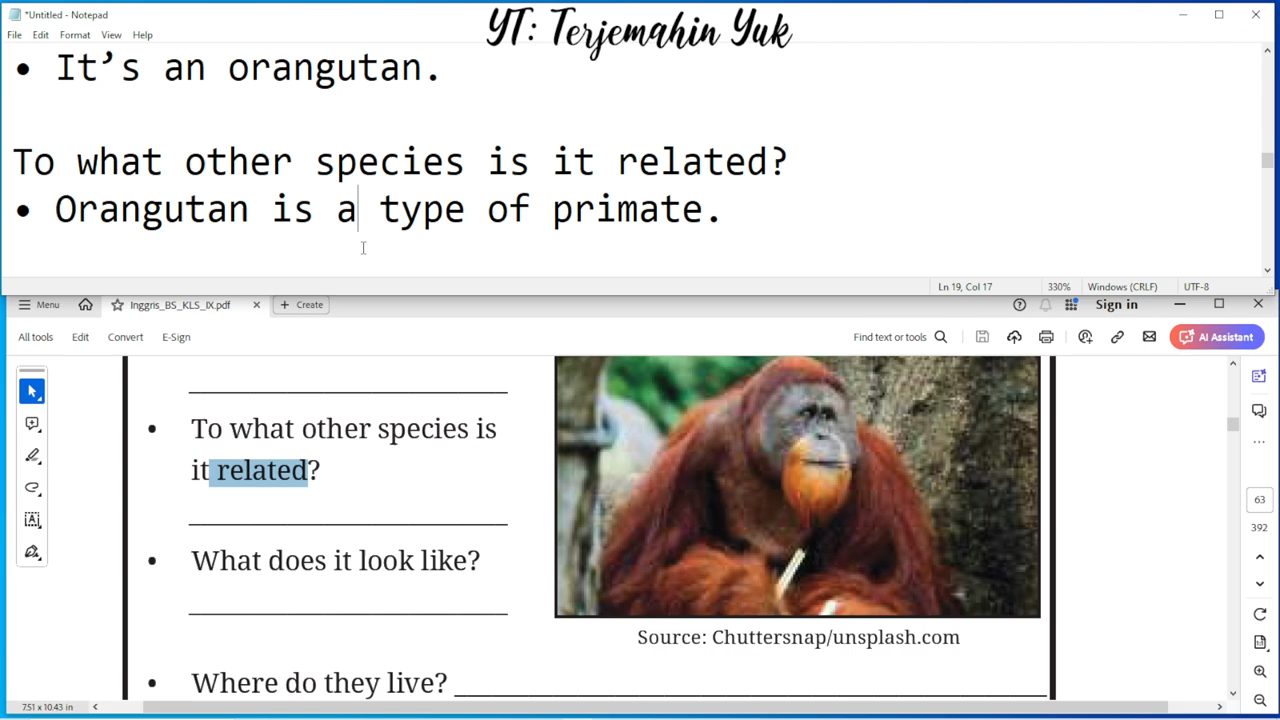 *Untitled - Notepad
YT: Terjemahin Yuk
File Edit Format View Help
• It’s an orangutan.
To what other species is it related?
• Orangutan is a type of primate.
Ln 19, Col 17 330% Windows (CRLF) UTF-8
Menu Inggris_BS_KLS_IX.pdf Create Sign in
All tools Edit Convert E-Sign Find text or tools AI Assistant
• To what other species is
it related?
• What does it look like?
Source: Chuttersnap/unsplash.com
• Where do they live?
63
392
7.51 x 10.43 in